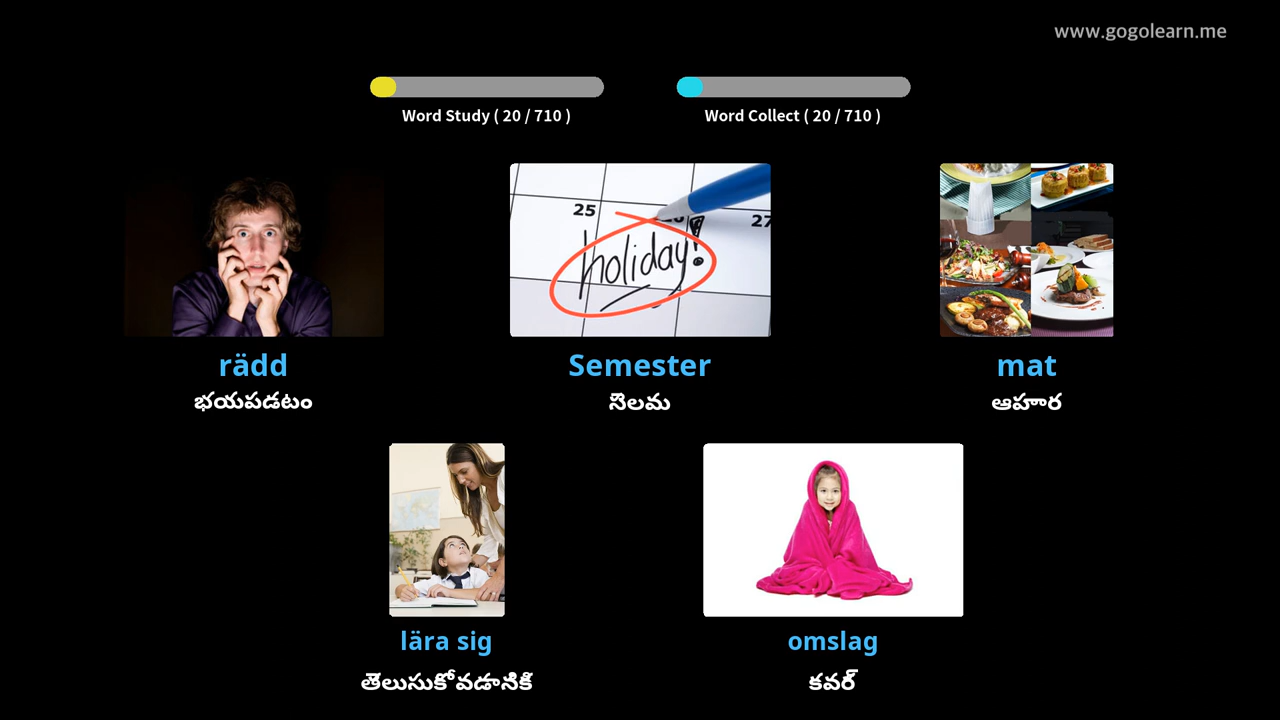 www.gogolearn.me
Word Study ( 20 / 710 )
Word Collect ( 20 / 710 )
25
27
holiday!
rädd
Semester
mat
భయపడటం
సెలమ
ఆహార
lära sig
omslag
తెలుసుకోవడానికి
కవర్